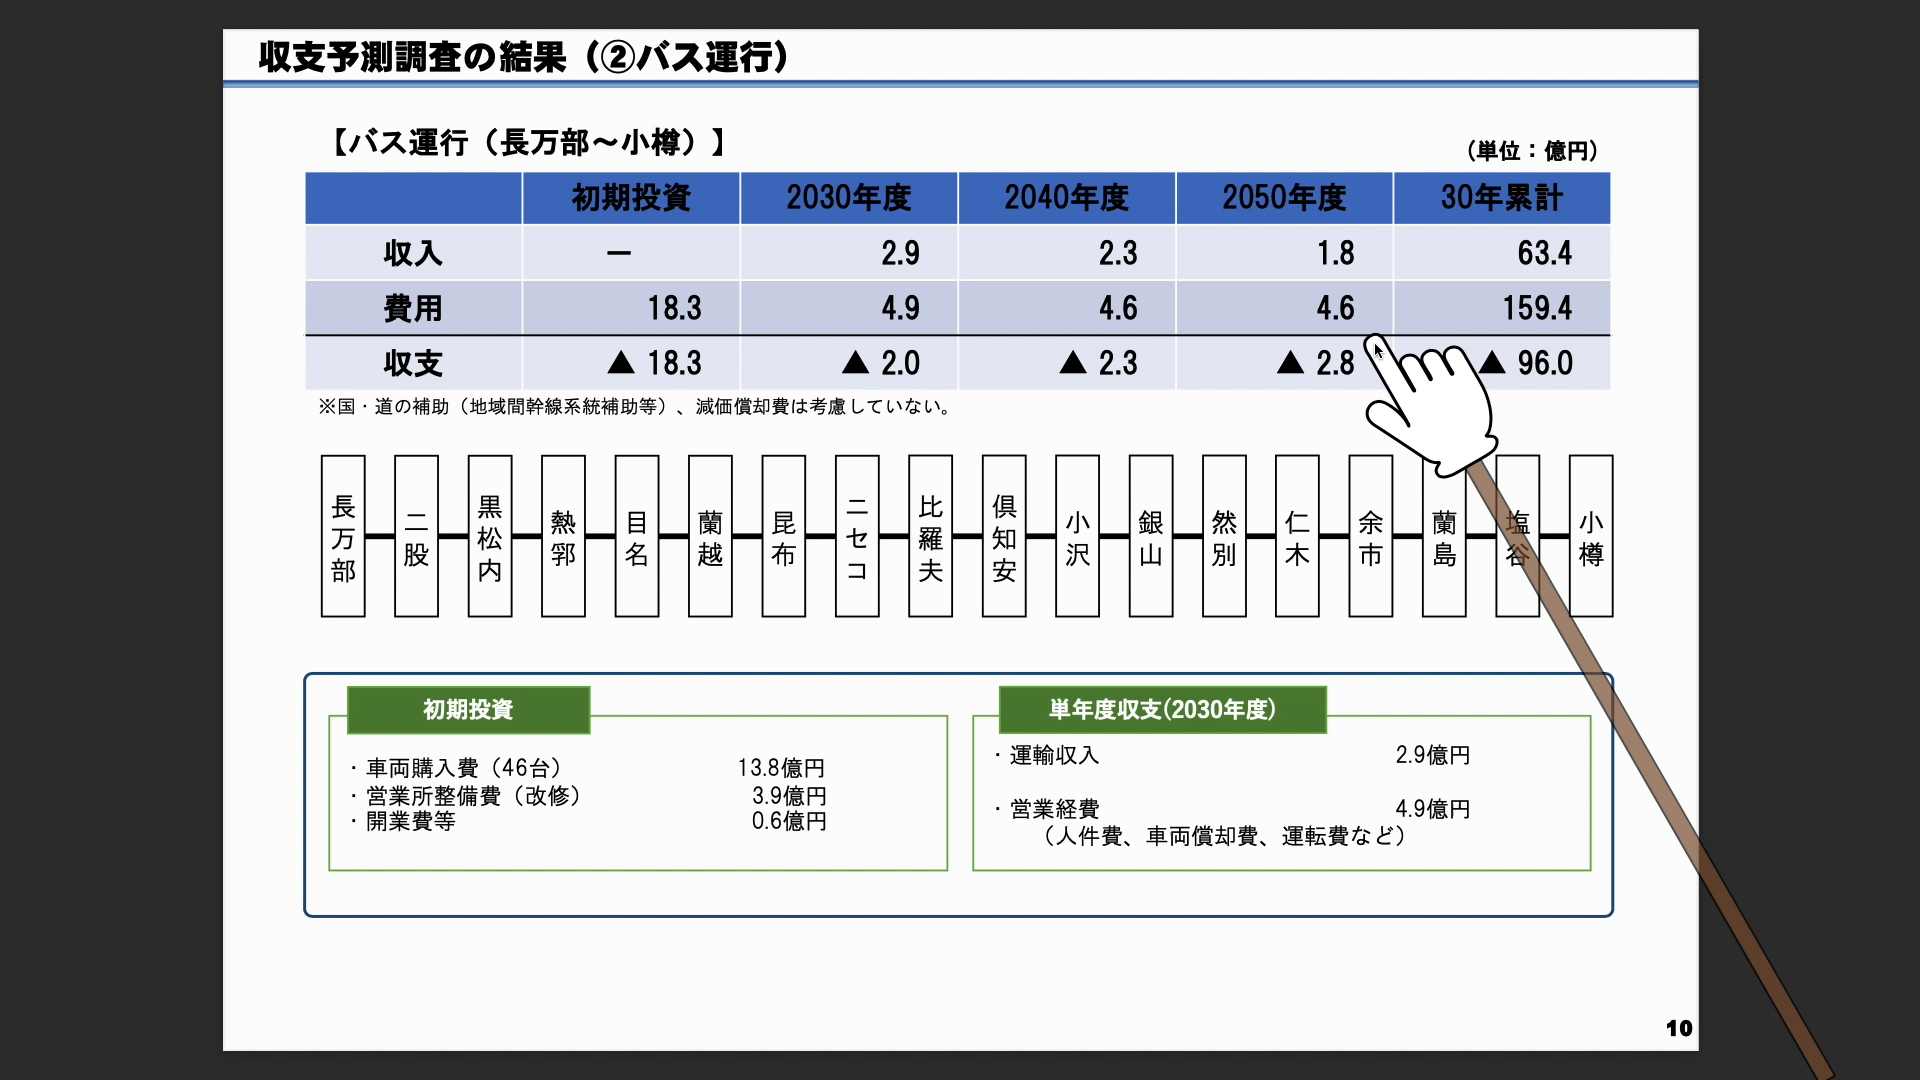 収支予測調査の結果（②バス運行）
【バス運行（長万部～小樽）】
（単位：億円）
初期投資 2030年度 2040年度 2050年度 30年累計
収入 － 2.9 2.3 1.8 63.4
費用 18.3 4.9 4.6 4.6 159.4
収支 ▲ 18.3 ▲ 2.0 ▲ 2.3 ▲ 2.8 ▲ 96.0
※国・道の補助（地域間幹線系統補助等）、減価償却費は考慮していない。
長万部
二股
黒松内
熱郛
目名
蘭越
昆布
ニセコ
比羅夫
倶知安
小沢
銀山
然別
仁木
余市
蘭島
塩谷
小樽
初期投資
・車両購入費（46台） 13.8億円
・営業所整備費（改修） 3.9億円
・開業費等 0.6億円
単年度収支(2030年度)
・運輸収入 2.9億円
・営業経費 4.9億円
（人件費、車両償却費、運転費など）
10